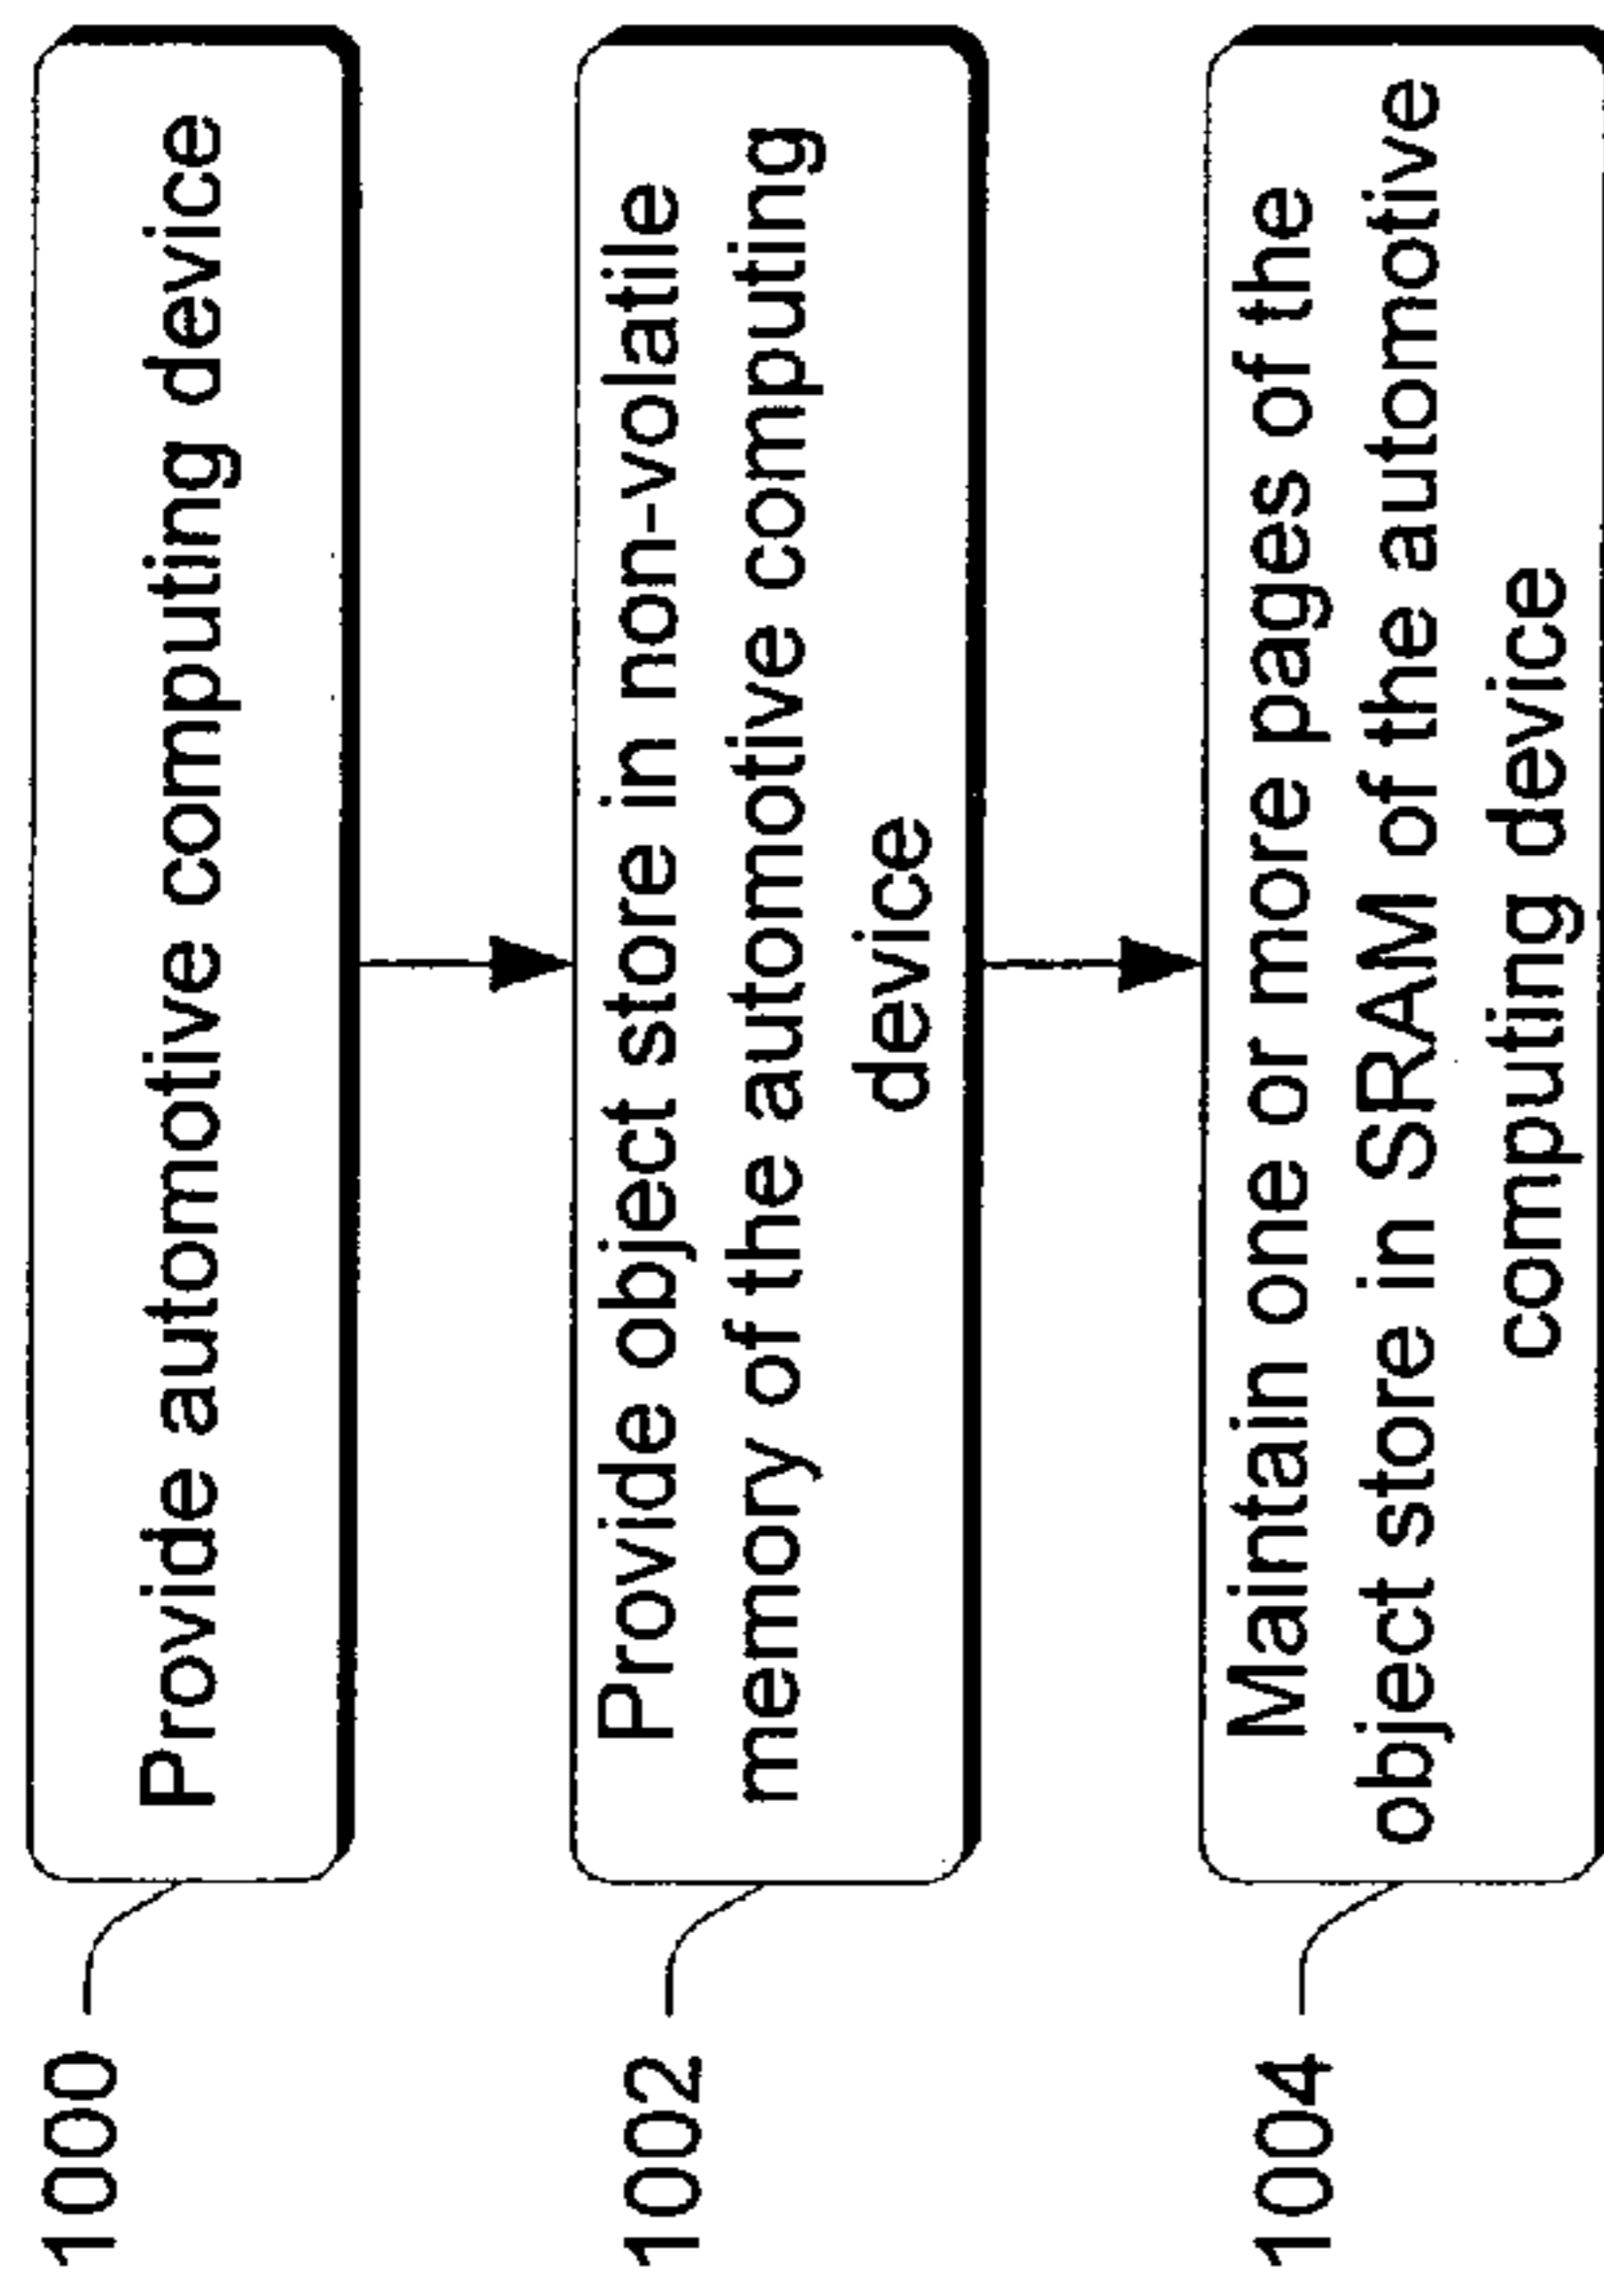 1000
Provide automotive computing device
1002
Provide object store in non-volatile
memory of the automotive computing
device
1004
Maintain one or more pages of the
object store in SRAM of the automotive
computing device